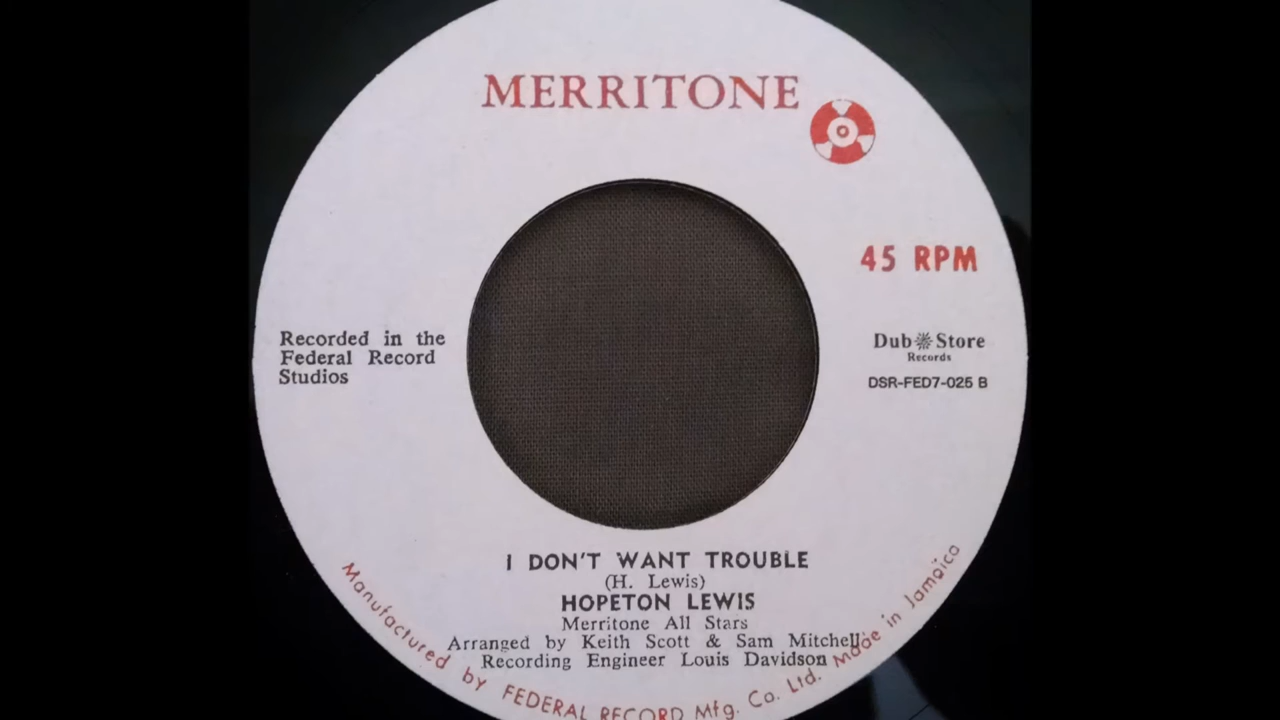 MERRITONE
45 RPM
Recorded in the
Federal Record
Studios
Dub Store
Records
DSR-FED7-025 B
I DON'T WANT TROUBLE
(H. Lewis)
HOPETON LEWIS
Merritone All Stars
Arranged by Keith Scott & Sam Mitchell
Recording Engineer Louis Davidson
Manufactured by FEDERAL RECORD Mfg. Co. Ltd. Made in Jamaica